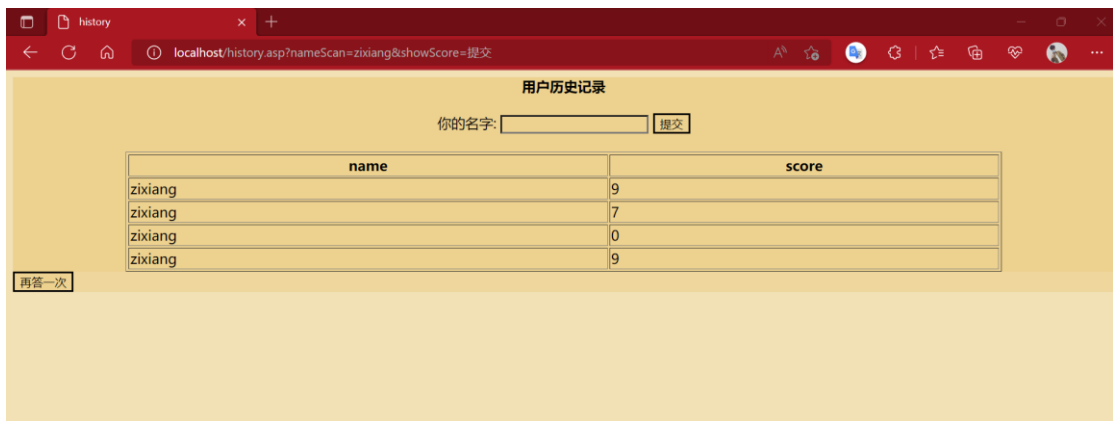 history
localhost/history.asp?nameScan=zixiang&showScore=提交
用户历史记录
你的名字: 提交
name score
zixiang 9
zixiang 7
zixiang 0
zixiang 9
再答一次